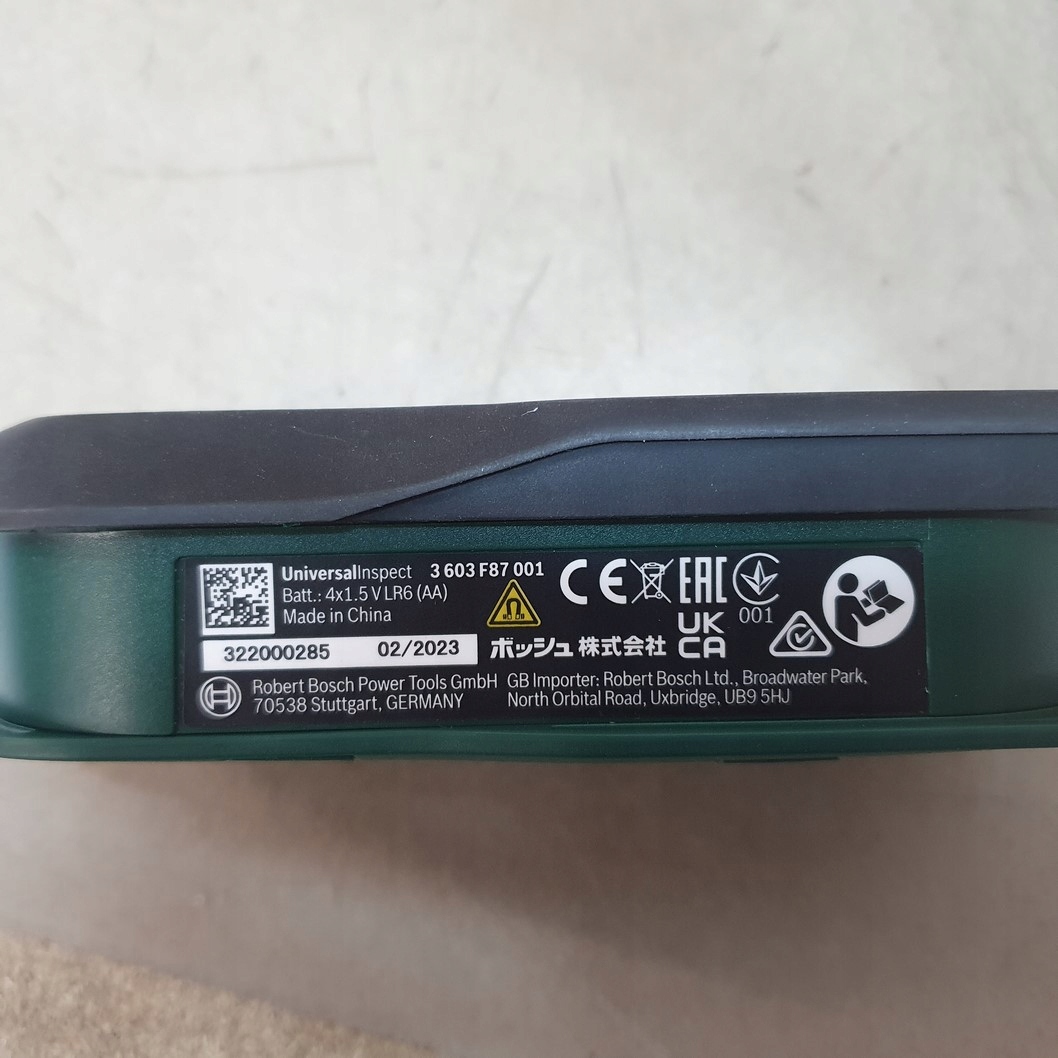 UniversalInspect 3 603 F87 001
Batt.: 4x1.5 V LR6 (AA)
Made in China
322000285 02/2023
CE EAC
UK
CA
001
ボッシュ 株式会社
Robert Bosch Power Tools GmbH
70538 Stuttgart, GERMANY
GB Importer: Robert Bosch Ltd., Broadwater Park,
North Orbital Road, Uxbridge, UB9 5HJ